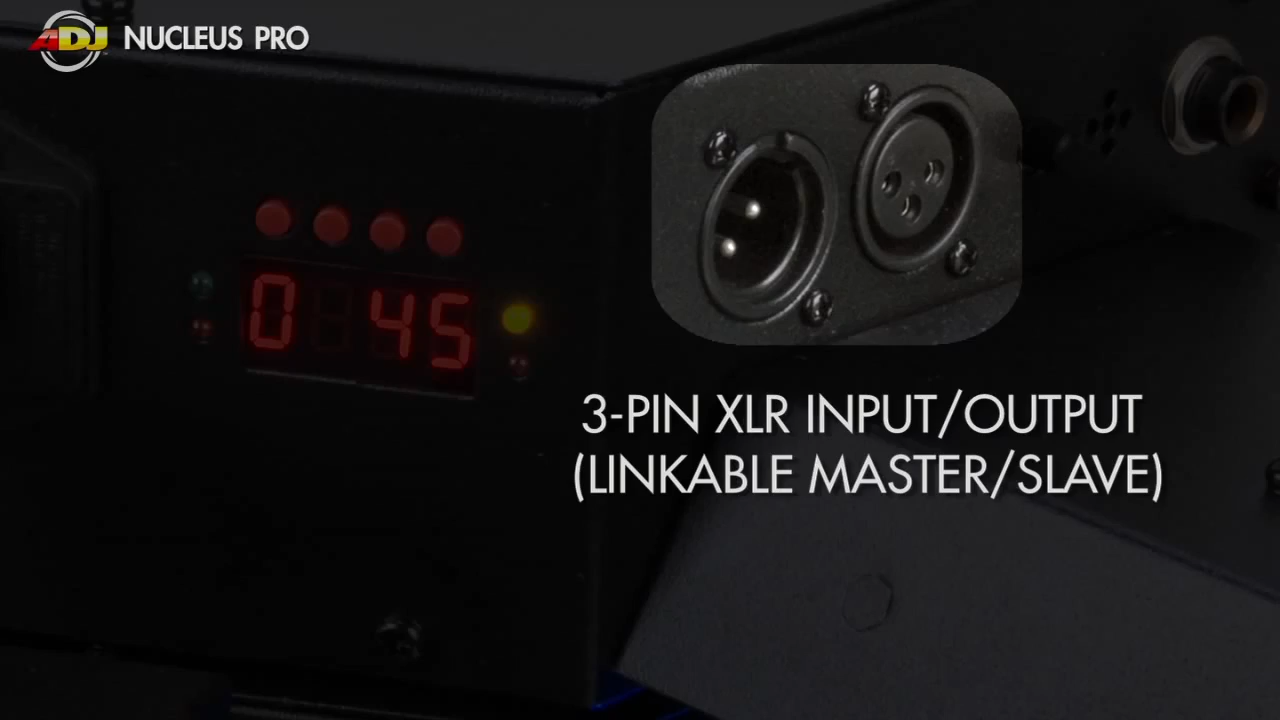 ADJ NUCLEUS PRO
0 45
3-PIN XLR INPUT/OUTPUT
(LINKABLE MASTER/SLAVE)